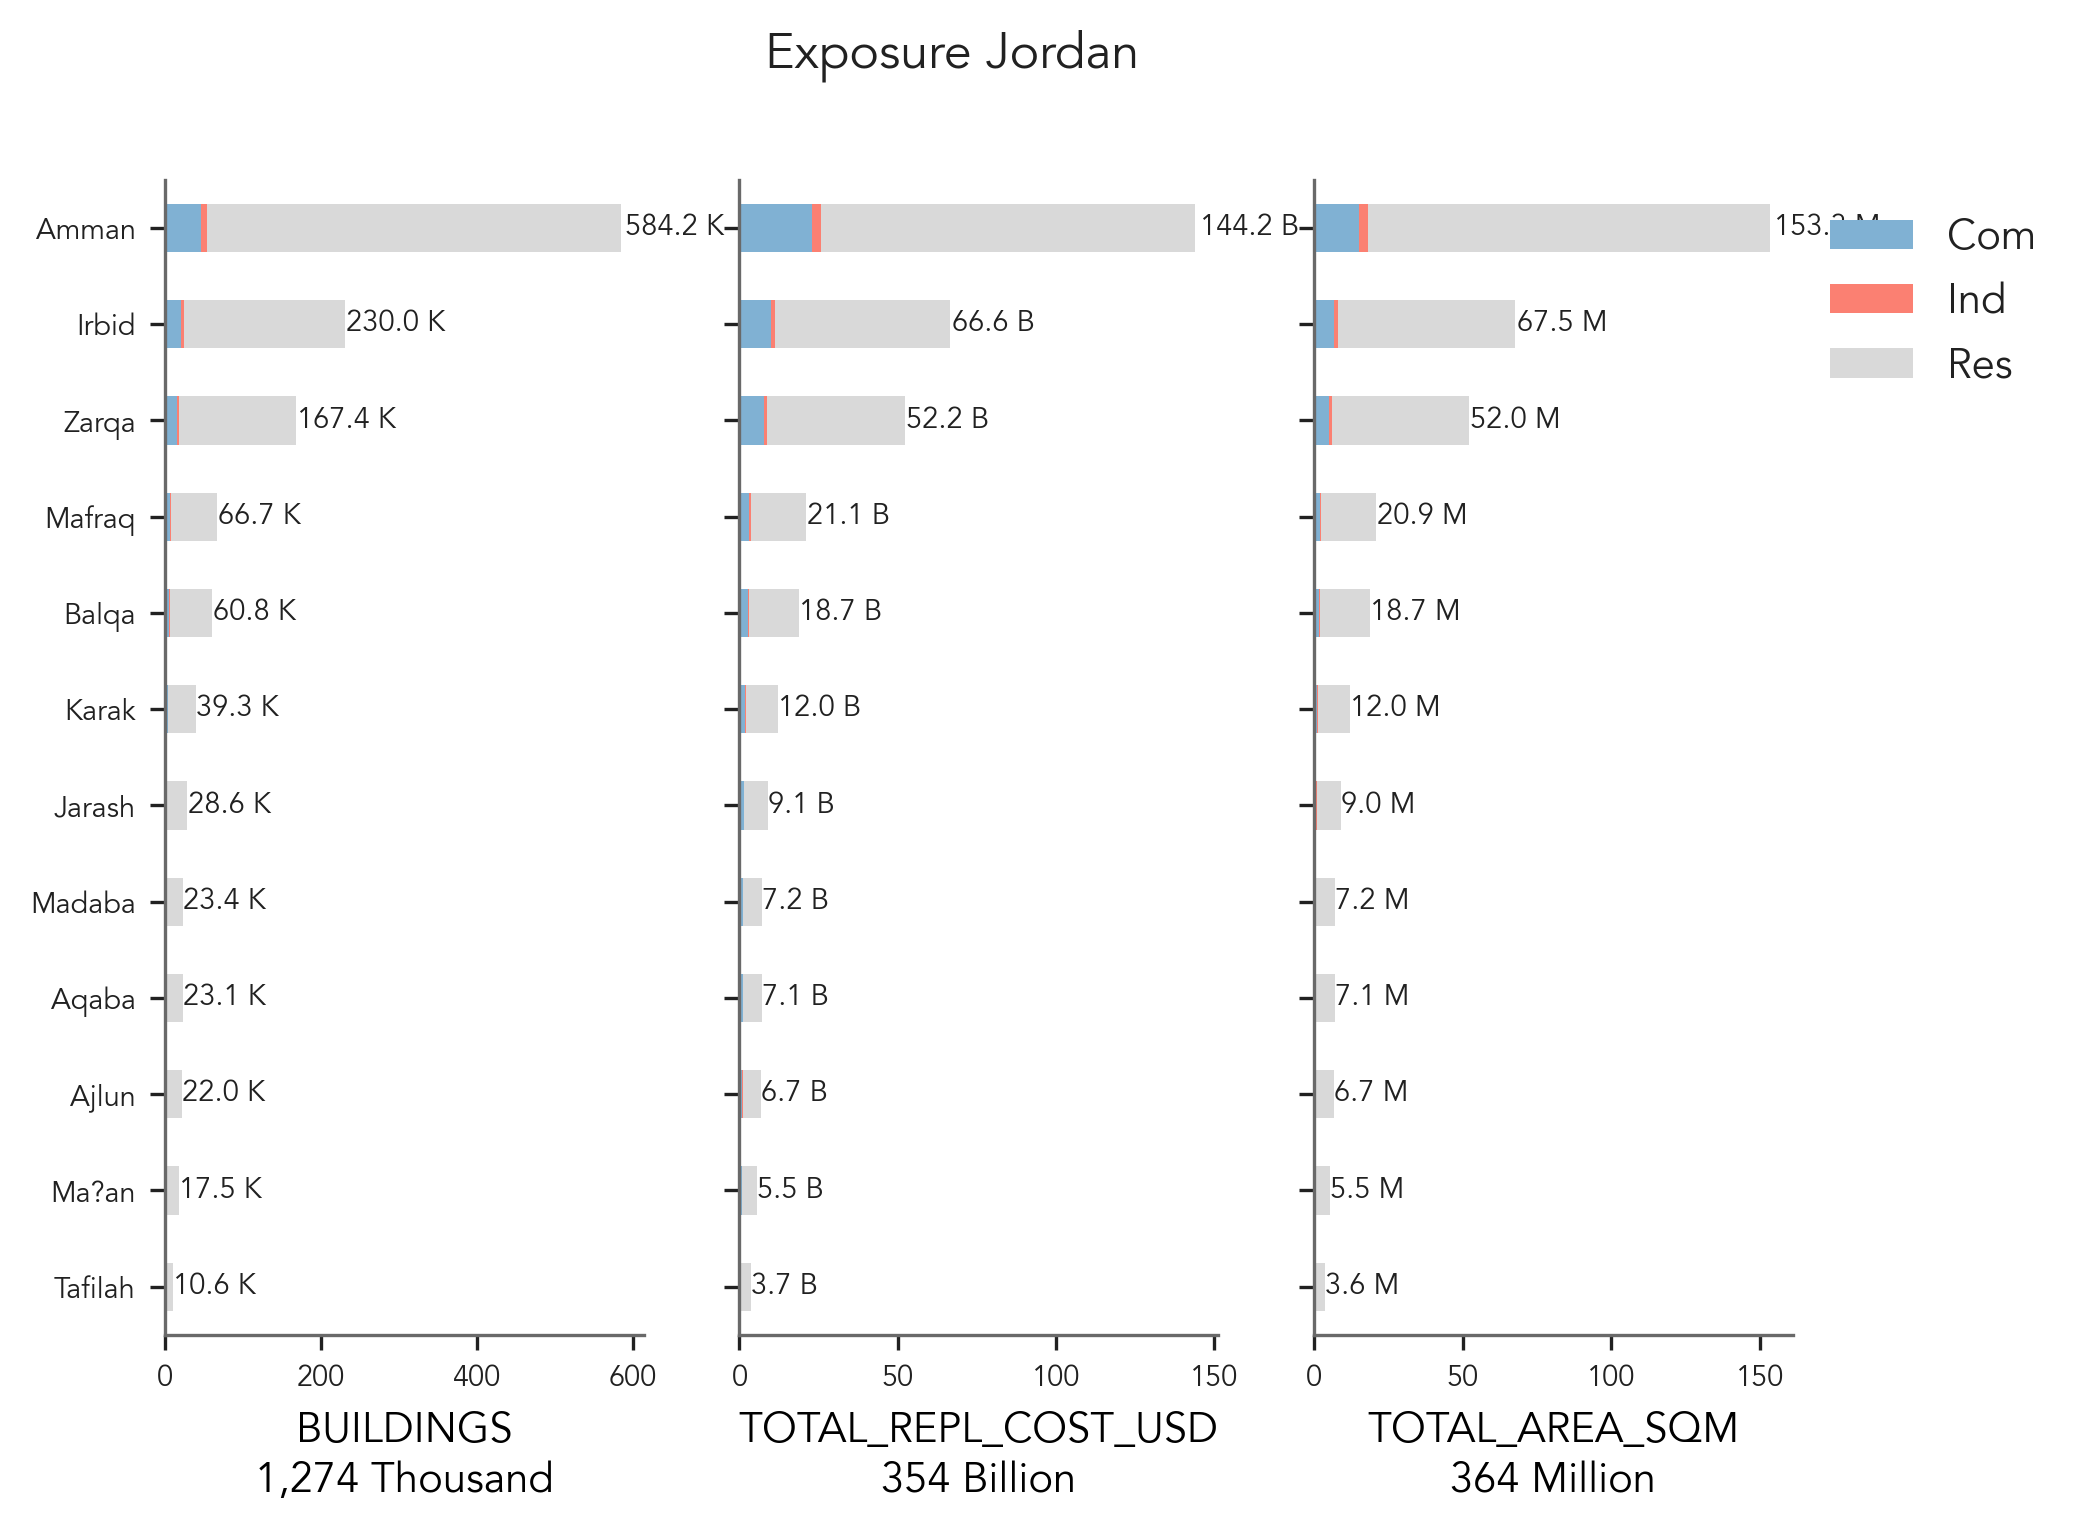 Exposure Jordan
Amman
Irbid
Zarqa
Mafraq
Balqa
Karak
Jarash
Madaba
Aqaba
Ajlun
Ma?an
Tafilah
584.2 K
230.0 K
167.4 K
66.7 K
60.8 K
39.3 K
28.6 K
23.4 K
23.1 K
22.0 K
17.5 K
10.6 K
0 200 400 600
BUILDINGS
1,274 Thousand
144.2 B
66.6 B
52.2 B
21.1 B
18.7 B
12.0 B
9.1 B
7.2 B
7.1 B
6.7 B
5.5 B
3.7 B
0 50 100 150
TOTAL_REPL_COST_USD
354 Billion
67.5 M
52.0 M
20.9 M
18.7 M
12.0 M
9.0 M
7.2 M
7.1 M
6.7 M
5.5 M
3.6 M
0 50 100 150
TOTAL_AREA_SQM
364 Million
Com
Ind
Res